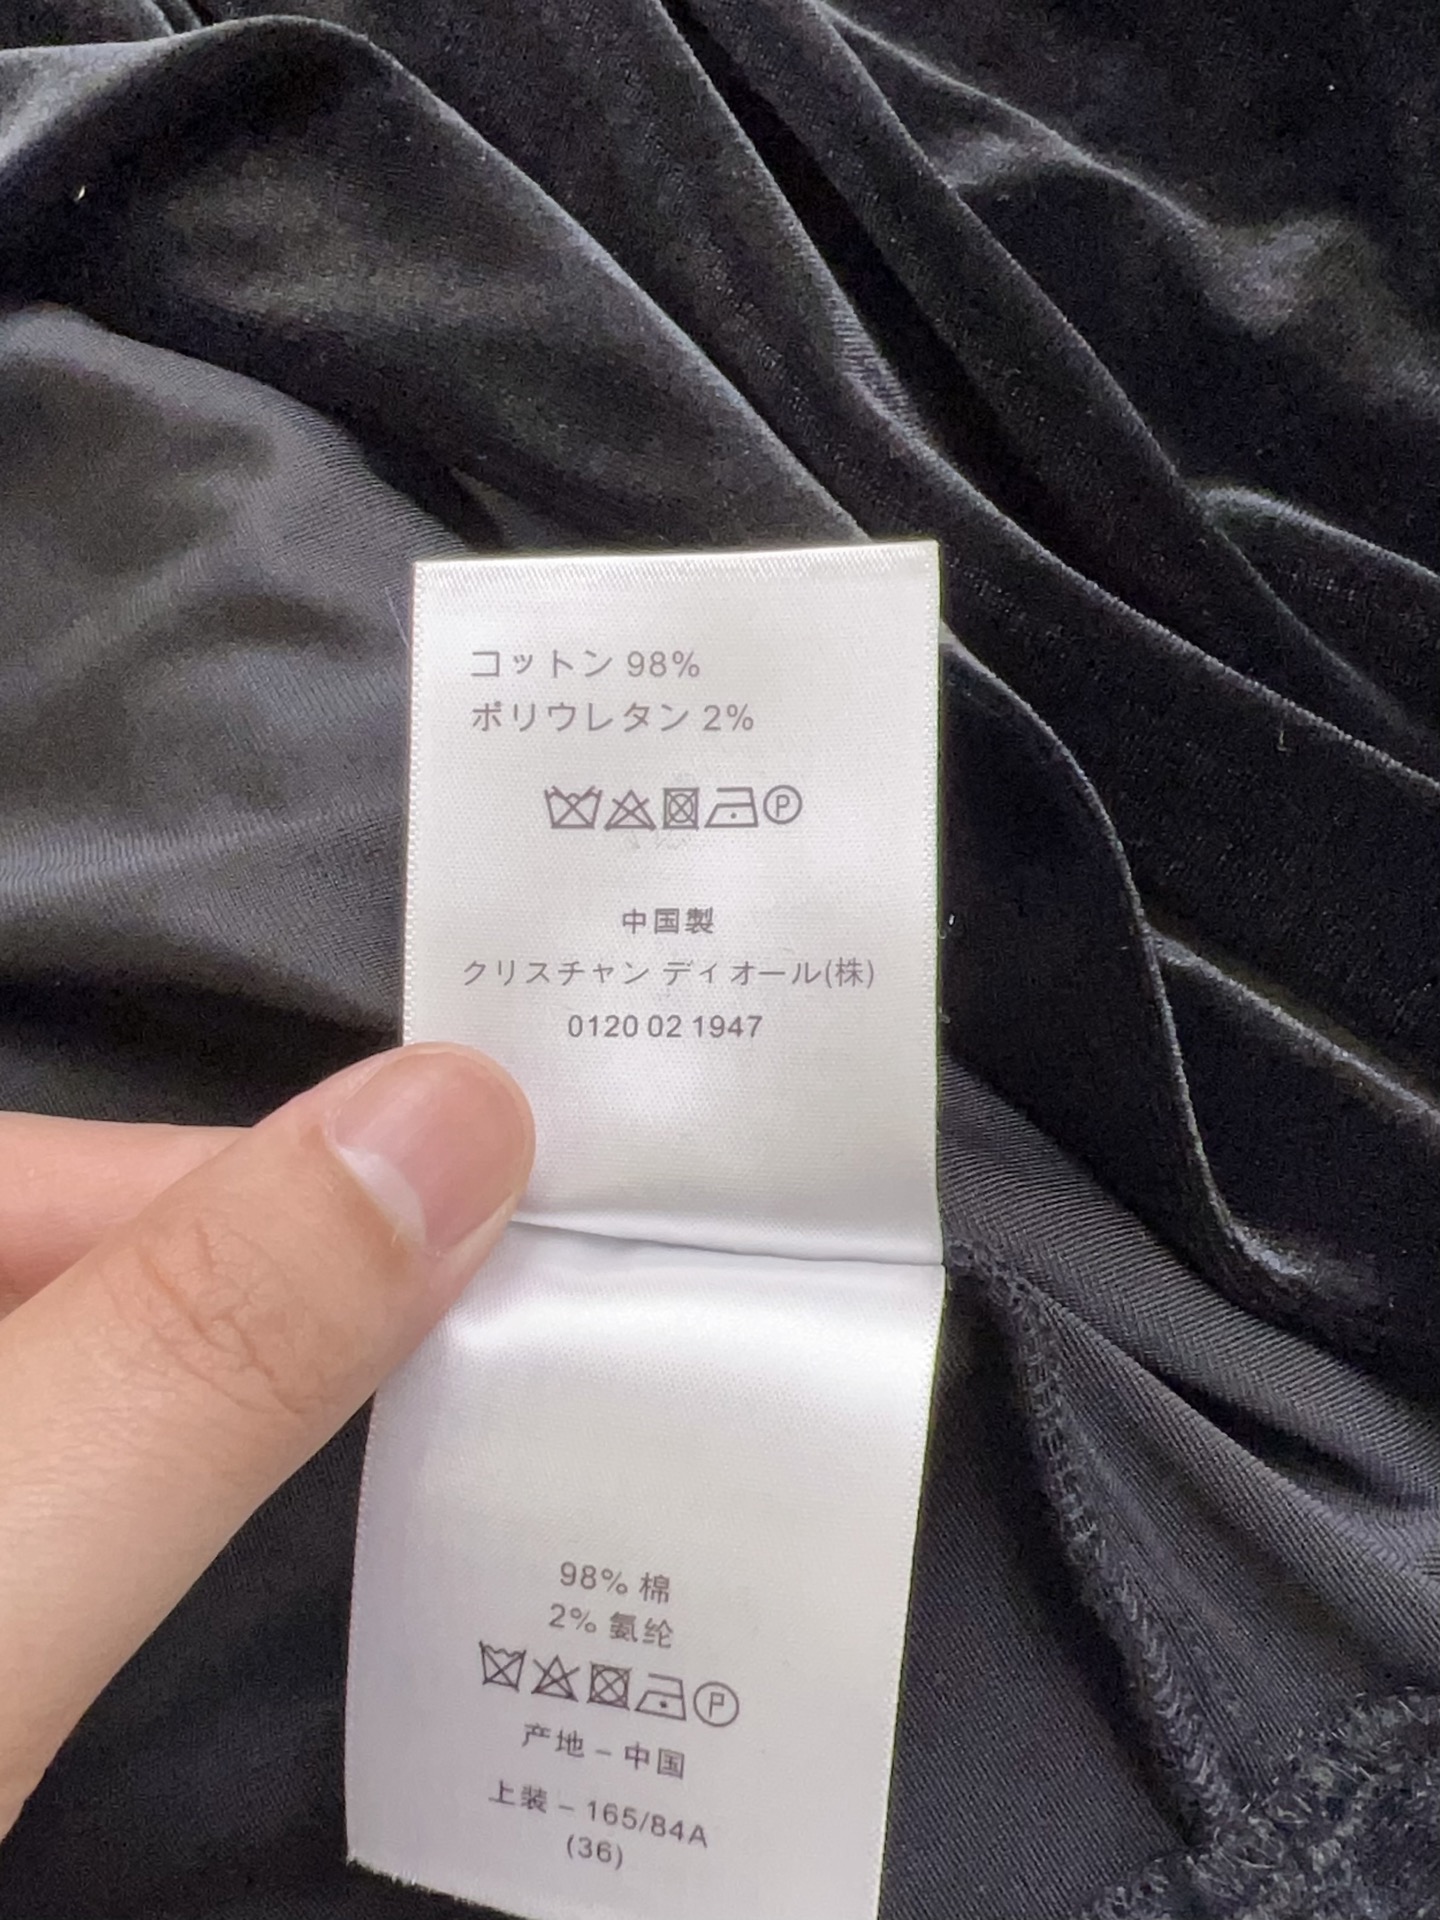 コットン 98%
ポリウレタン 2%
P
中国製
クリスチャン ディオール(株)
0120 02 1947
98% 棉
2% 氨纶
P
产地 – 中国
上装 – 165/84A
(36)